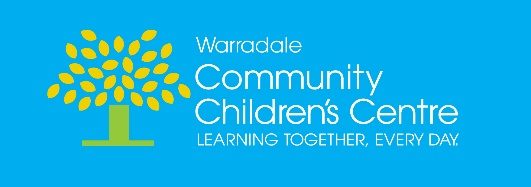 Warradale
Community
Children's Centre
LEARNING TOGETHER, EVERY DAY.